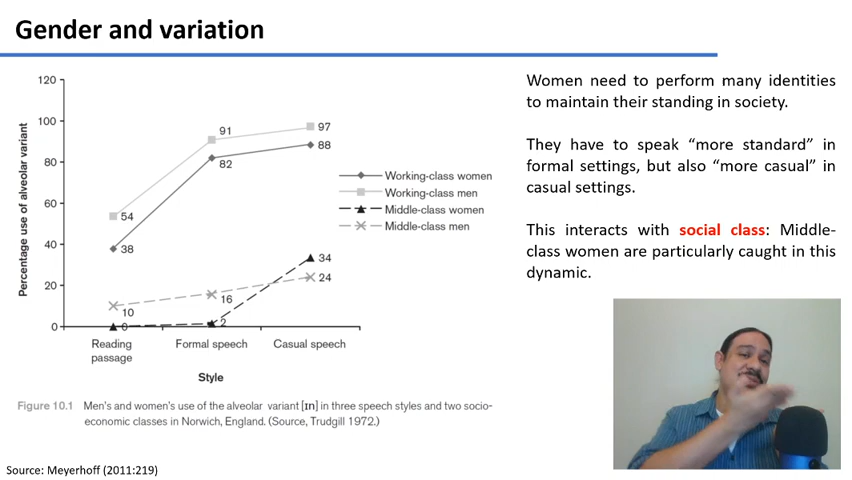 Gender and variation
120
100
80
60
40
20
0
Percentage use of alveolar variant
54
38
91
82
97
88
10
0
16
2
34
24
Working-class women
Working-class men
Middle-class women
Middle-class men
Reading
passage
Formal speech
Casual speech
Style
Figure 10.1 Men's and women's use of the alveolar variant [ɪn] in three speech styles and two socio-
economic classes in Norwich, England. (Source, Trudgill 1972.)
Women need to perform many identities
to maintain their standing in society.
They have to speak “more standard” in
formal settings, but also “more casual” in
casual settings.
This interacts with social class: Middle-
class women are particularly caught in this
dynamic.
Source: Meyerhoff (2011:219)